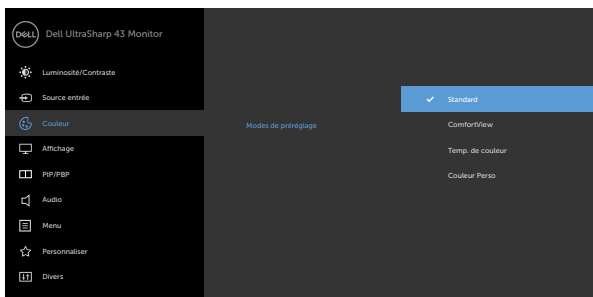 DELL
Dell UltraSharp 43 Monitor
Luminosité/Contraste
Source entrée
Couleur
Affichage
PIP/PBP
Audio
Menu
Personnaliser
Divers
Modes de préréglage
Standard
ComfortView
Temp. de couleur
Couleur Perso